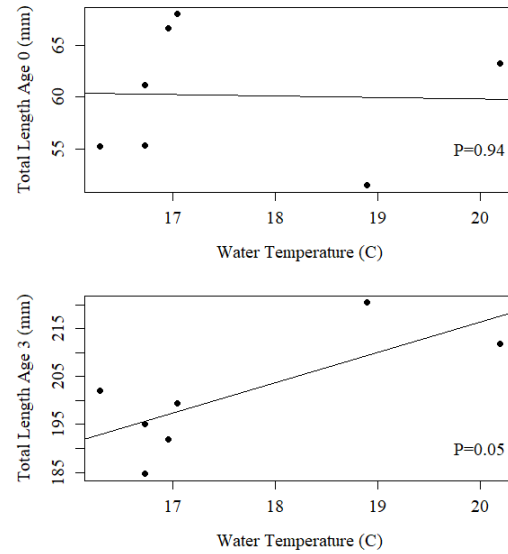 Total Length Age 0 (mm)
65
60
55
P=0.94
17 18 19 20
Water Temperature (C)
Total Length Age 3 (mm)
215
205
195
185
P=0.05
17 18 19 20
Water Temperature (C)